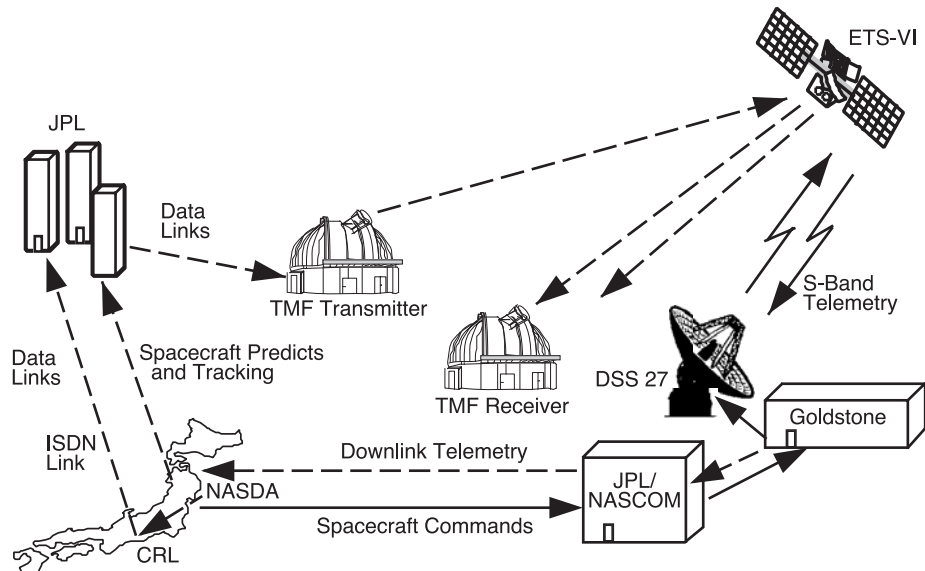 ETS-VI
JPL
Data
Links
TMF Transmitter
S-Band
Telemetry
Data
Links
Spacecraft Predicts
and Tracking
DSS 27
TMF Receiver
Goldstone
ISDN
Link
Downlink Telemetry
JPL/
NASCOM
NASDA
Spacecraft Commands
CRL